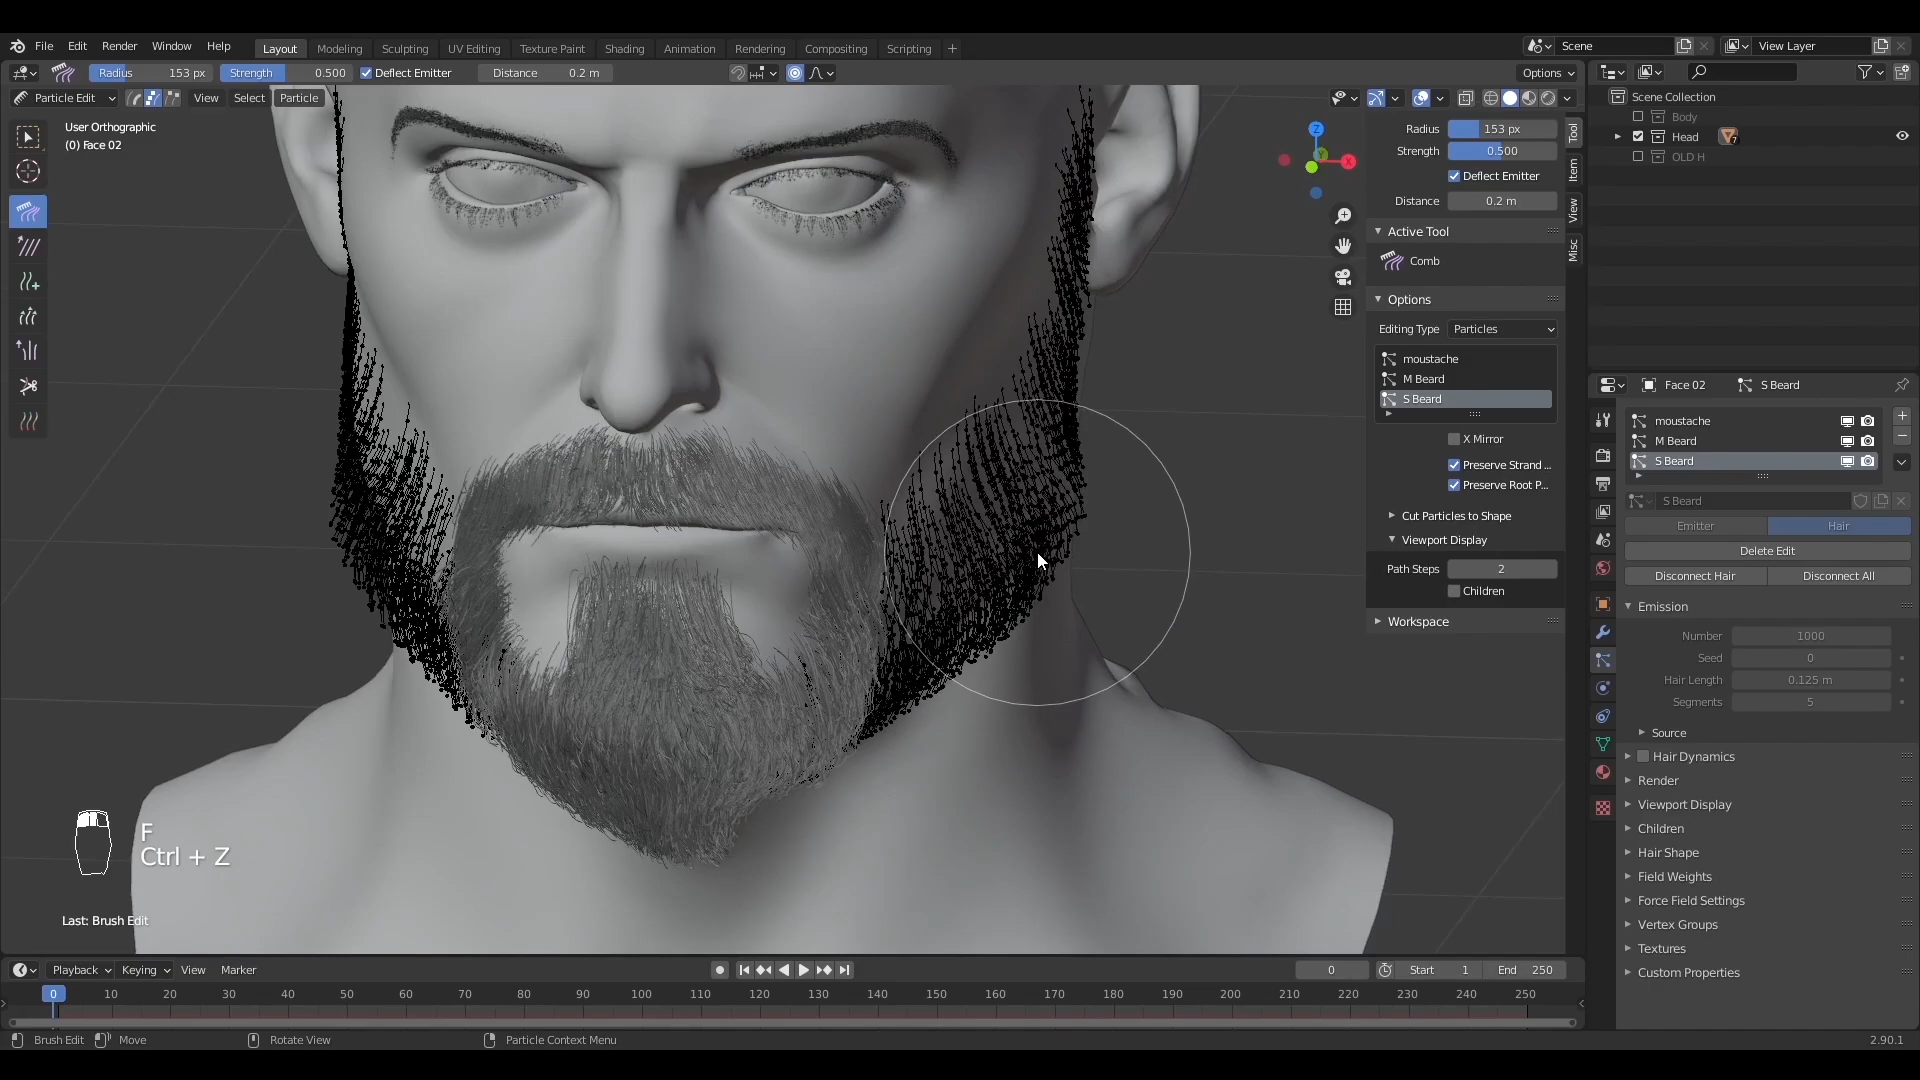 File Edit Render Window Help Layout Modeling Sculpting UV Editing Texture Paint Shading Animation Rendering Compositing Scripting + Scene View Layer
Radius 153 px Strength 0.500 Deflect Emitter Distance 0.2 m Options
Particle Edit View Select Particle
User Orthographic
(0) Face 02
Z
Y
X
Radius 153 px
Strength 0.500
Deflect Emitter
Distance 0.2 m
Active Tool
Comb
Options
Editing Type Particles
moustache
M Beard
S Beard
X Mirror
Preserve Strand ...
Preserve Root P...
Cut Particles to Shape
Viewport Display
Path Steps 2
Children
Workspace
Tool
Item
View
Misc
Scene Collection
Body
Head 7
OLD H
Face 02 S Beard
moustache
M Beard
S Beard
S Beard
Emitter Hair
Delete Edit
Disconnect Hair Disconnect All
Emission
Number 1000
Seed 0
Hair Length 0.125 m
Segments 5
Source
Hair Dynamics
Render
Viewport Display
Children
Hair Shape
Field Weights
Force Field Settings
Vertex Groups
Textures
Custom Properties
F
Ctrl + Z
Last: Brush Edit
Playback Keying View Marker 0 Start 1 End 250
0 10 20 30 40 50 60 70 80 90 100 110 120 130 140 150 160 170 180 190 200 210 220 230 240 250
Brush Edit Move Rotate View Particle Context Menu 2.90.1